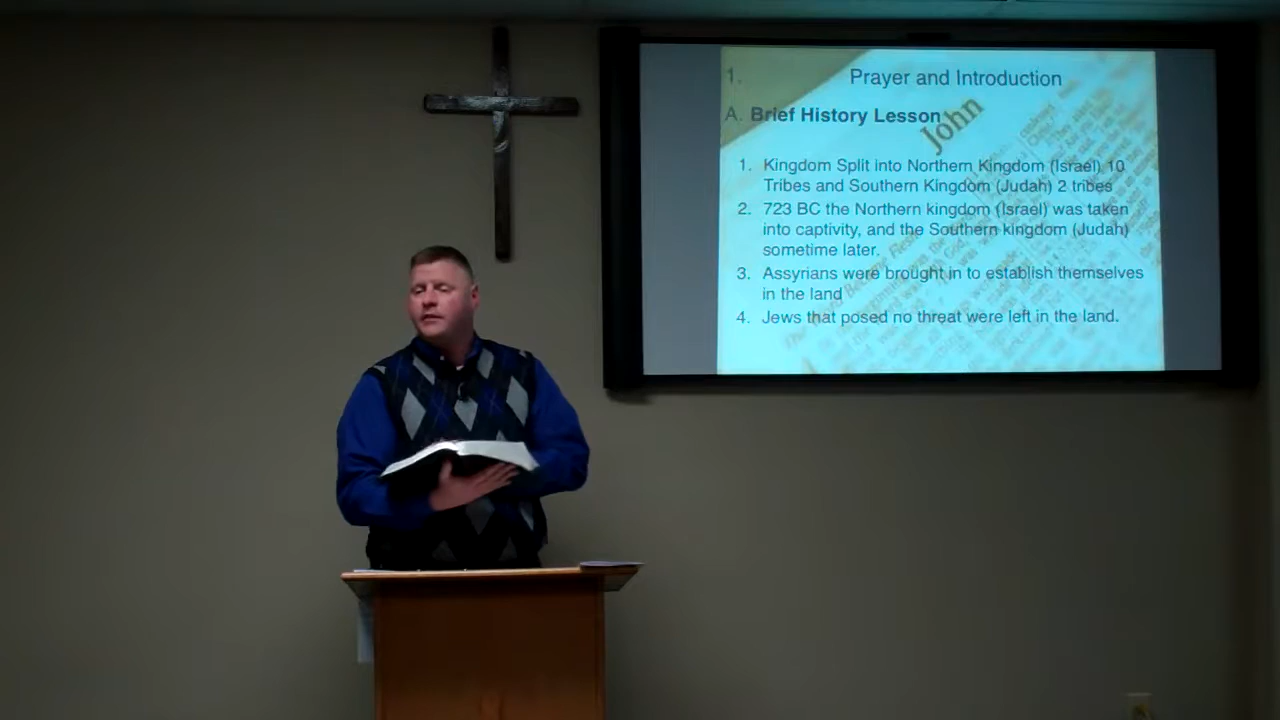 1. Prayer and Introduction
A. Brief History Lesson
John
1. Kingdom Split into Northern Kingdom (Israel) 10
Tribes and Southern Kingdom (Judah) 2 tribes
2. 723 BC the Northern kingdom (Israel) was taken
into captivity, and the Southern kingdom (Judah)
sometime later.
3. Assyrians were brought in to establish themselves
in the land
4. Jews that posed no threat were left in the land.